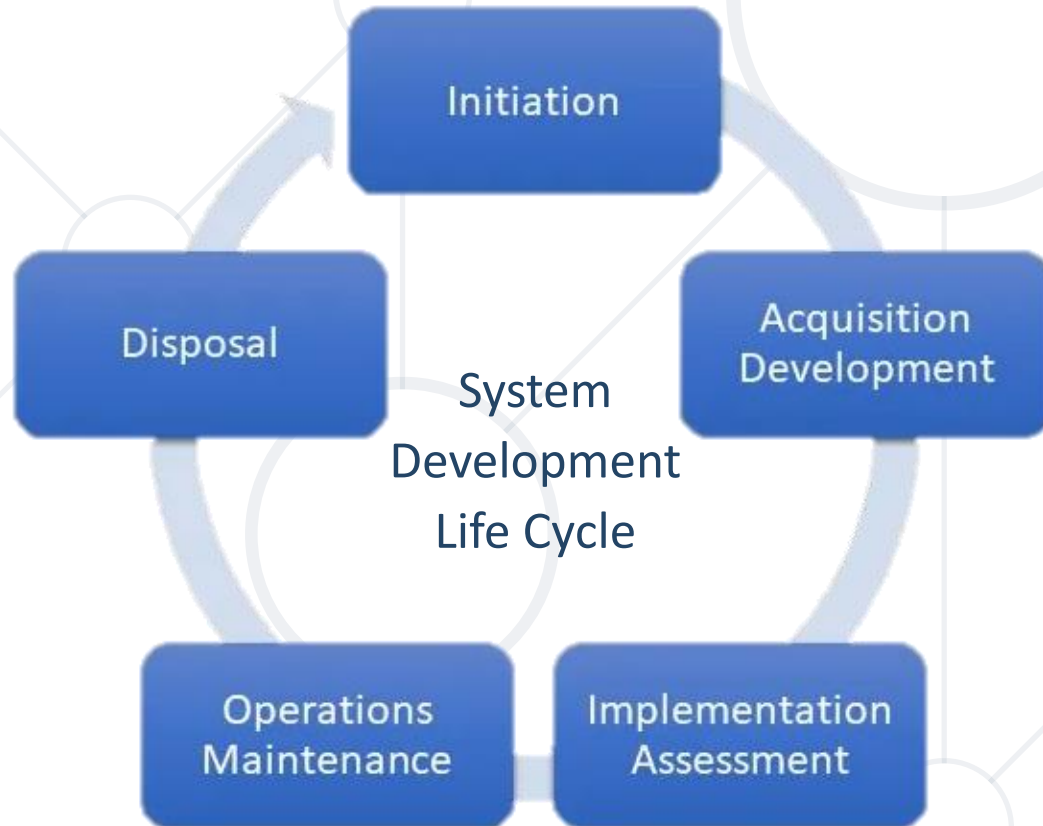 Initiation
Acquisition
Development
Implementation
Assessment
Operations
Maintenance
Disposal
System
Development
Life Cycle